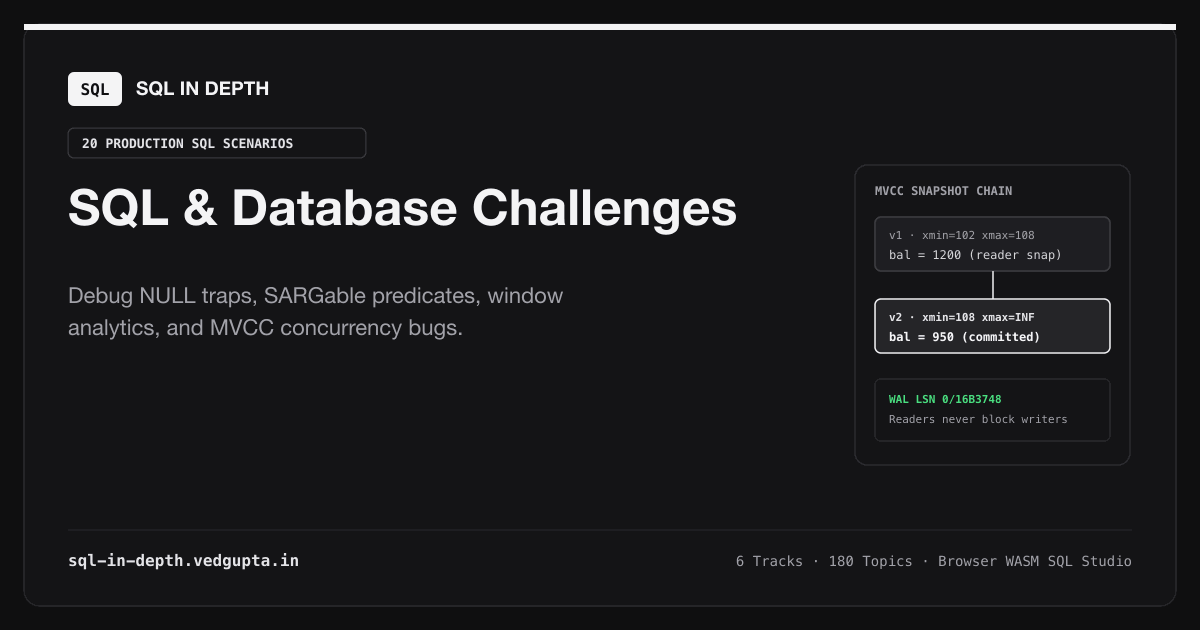 SQL SQL IN DEPTH
20 PRODUCTION SQL SCENARIOS
SQL & Database Challenges
Debug NULL traps, SARGable predicates, window
analytics, and MVCC concurrency bugs.
MVCC SNAPSHOT CHAIN
v1 · xmin=102 xmax=108
bal = 1200 (reader snap)
v2 · xmin=108 xmax=INF
bal = 950 (committed)
WAL LSN 0/16B3748
Readers never block writers
sql-in-depth.vedgupta.in
6 Tracks · 180 Topics · Browser WASM SQL Studio